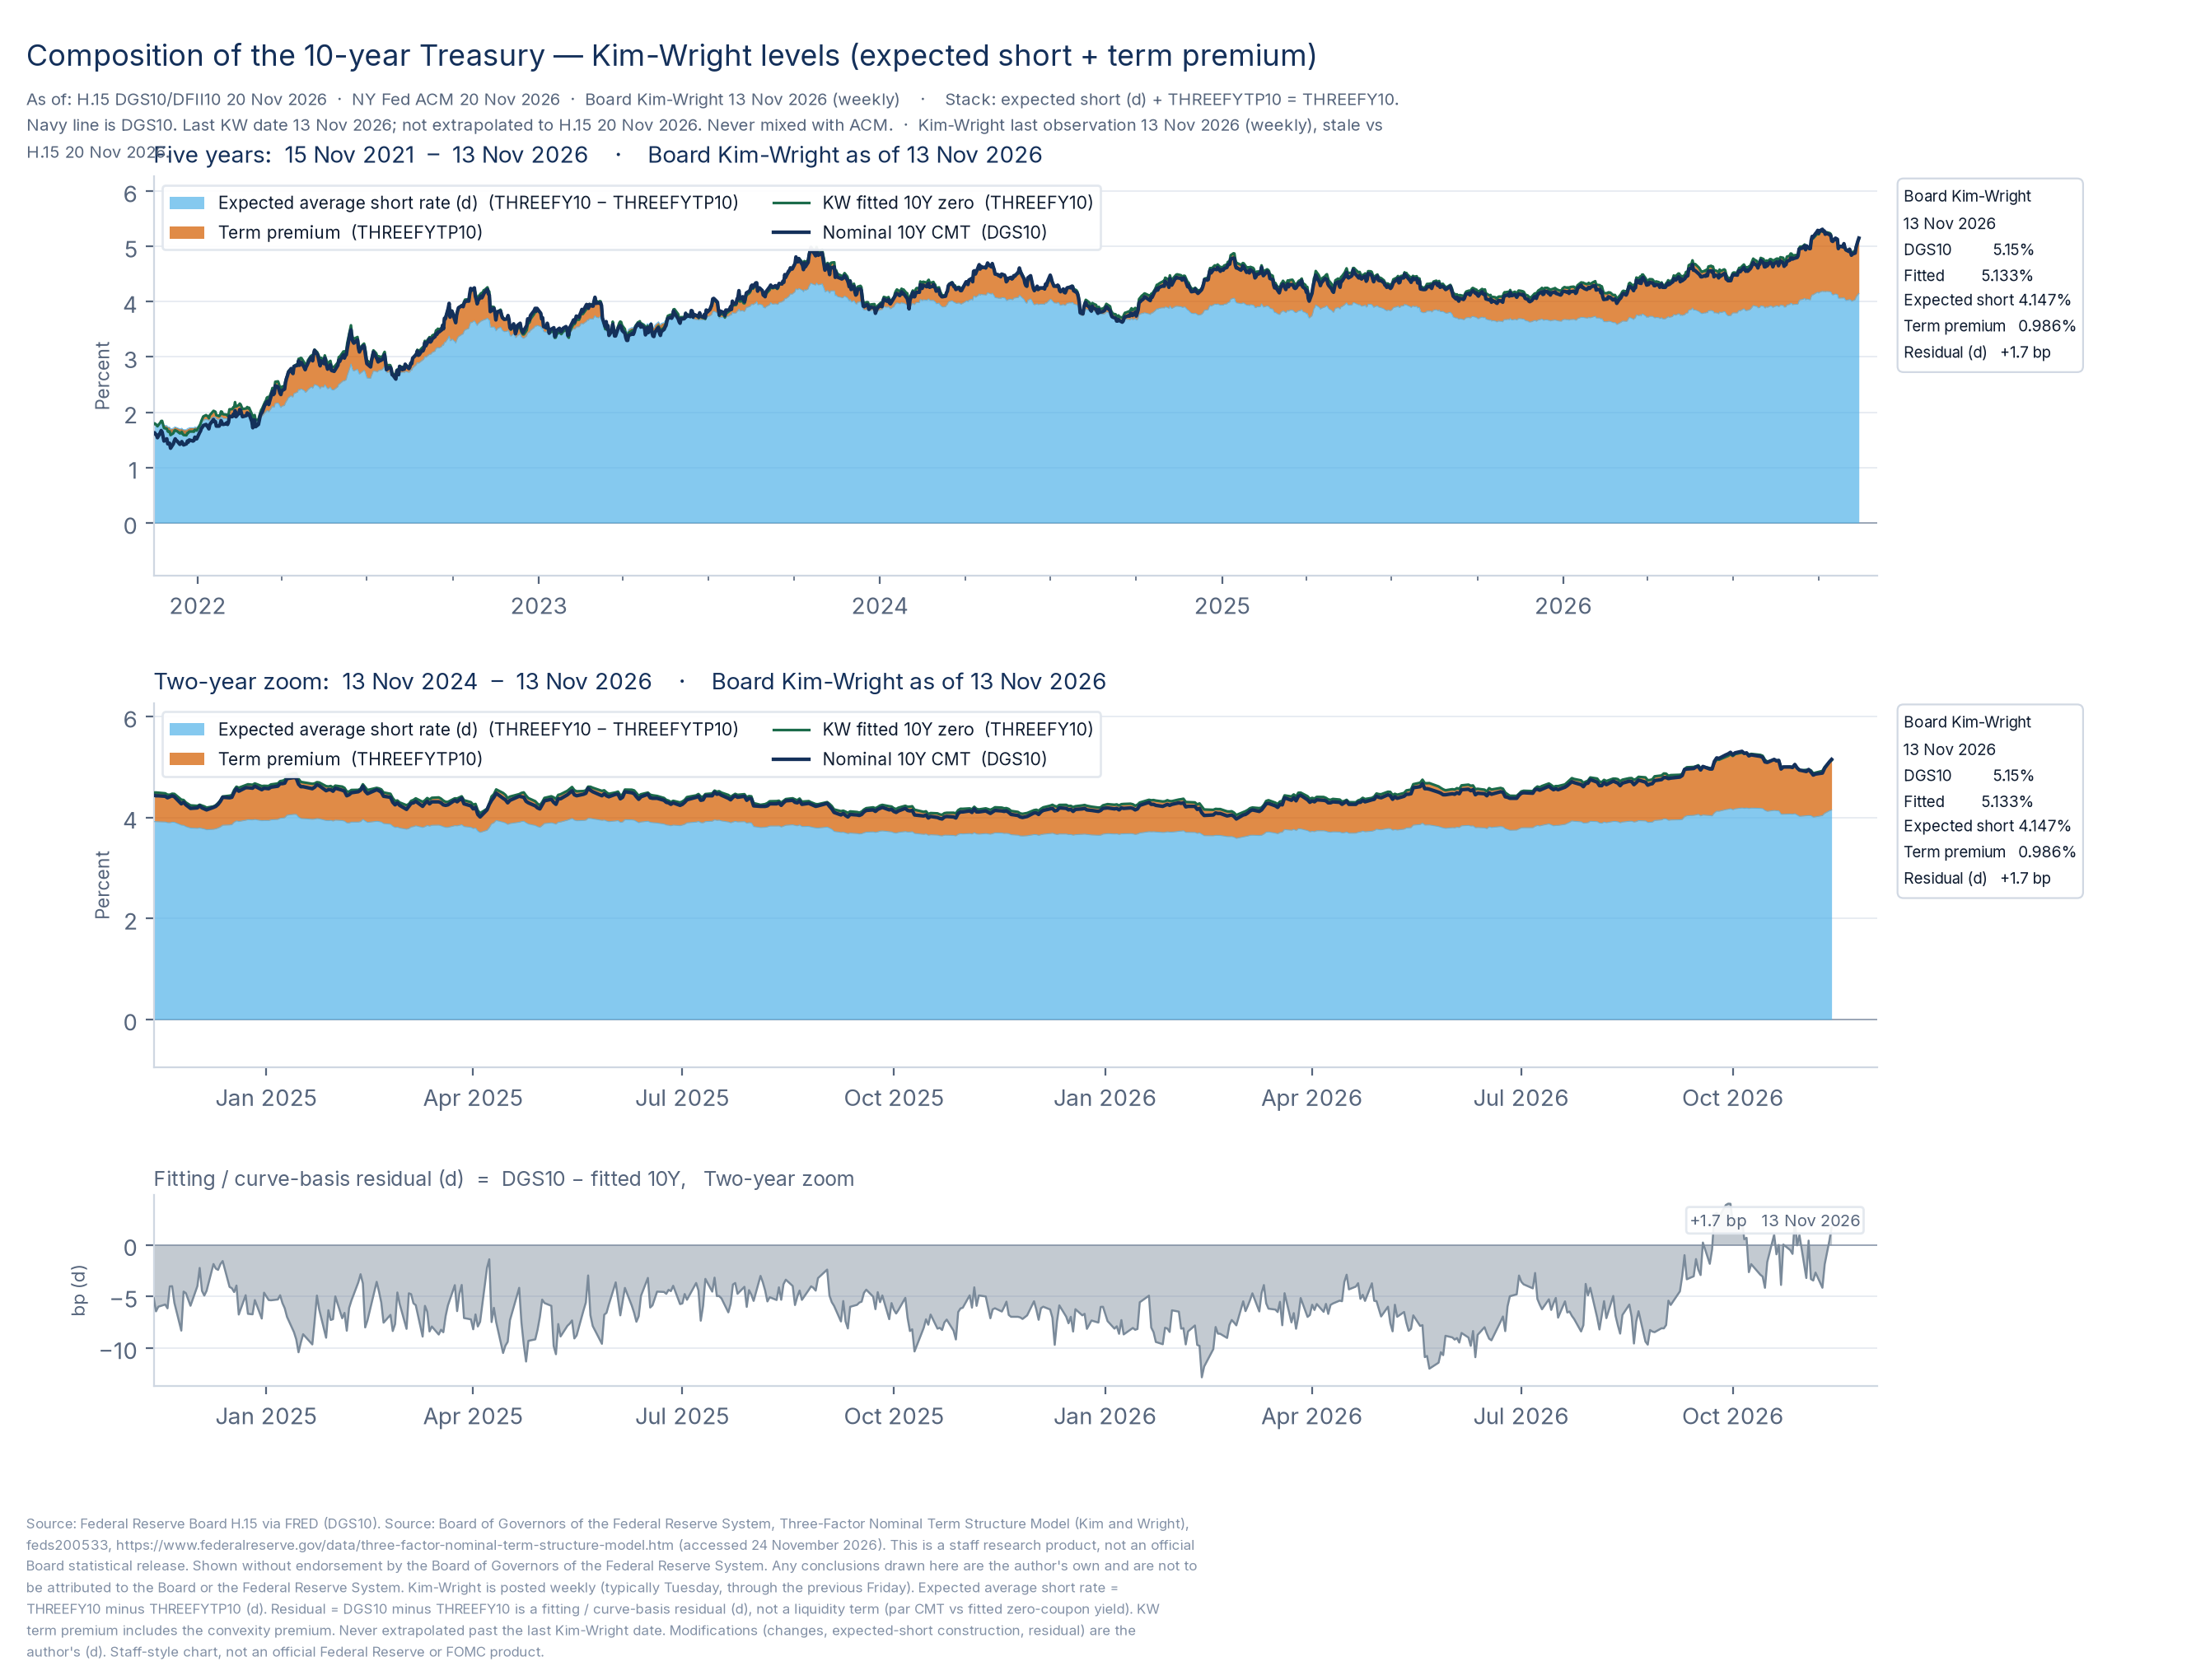 Composition of the 10-year Treasury — Kim-Wright levels (expected short + term premium)
As of: H.15 DGS10/DFII10 20 Nov 2026 · NY Fed ACM 20 Nov 2026 · Board Kim-Wright 13 Nov 2026 (weekly) · Stack: expected short (d) + THREEFYTP10 = THREEFY10.
Navy line is DGS10. Last KW date 13 Nov 2026; not extrapolated to H.15 20 Nov 2026. Never mixed with ACM. · Kim-Wright last observation 13 Nov 2026 (weekly), stale vs
H.15 20 Nov 2026.
Five years: 15 Nov 2021 – 13 Nov 2026 · Board Kim-Wright as of 13 Nov 2026
Expected average short rate (d) (THREEFY10 − THREEFYTP10)
Term premium (THREEFYTP10)
KW fitted 10Y zero (THREEFY10)
Nominal 10Y CMT (DGS10)
Percent
6
5
4
3
2
1
0
2022 2023 2024 2025 2026
Board Kim-Wright
13 Nov 2026
DGS10 5.15%
Fitted 5.133%
Expected short 4.147%
Term premium 0.986%
Residual (d) +1.7 bp
Two-year zoom: 13 Nov 2024 – 13 Nov 2026 · Board Kim-Wright as of 13 Nov 2026
Expected average short rate (d) (THREEFY10 − THREEFYTP10)
Term premium (THREEFYTP10)
KW fitted 10Y zero (THREEFY10)
Nominal 10Y CMT (DGS10)
Percent
6
4
2
0
Jan 2025 Apr 2025 Jul 2025 Oct 2025 Jan 2026 Apr 2026 Jul 2026 Oct 2026
Board Kim-Wright
13 Nov 2026
DGS10 5.15%
Fitted 5.133%
Expected short 4.147%
Term premium 0.986%
Residual (d) +1.7 bp
Fitting / curve-basis residual (d) = DGS10 − fitted 10Y, Two-year zoom
bp (d)
0
−5
−10
+1.7 bp 13 Nov 2026
Jan 2025 Apr 2025 Jul 2025 Oct 2025 Jan 2026 Apr 2026 Jul 2026 Oct 2026
Source: Federal Reserve Board H.15 via FRED (DGS10). Source: Board of Governors of the Federal Reserve System, Three-Factor Nominal Term Structure Model (Kim and Wright),
feds200533, https://www.federalreserve.gov/data/three-factor-nominal-term-structure-model.htm (accessed 24 November 2026). This is a staff research product, not an official
Board statistical release. Shown without endorsement by the Board of Governors of the Federal Reserve System. Any conclusions drawn here are the author's own and are not to
be attributed to the Board or the Federal Reserve System. Kim-Wright is posted weekly (typically Tuesday, through the previous Friday). Expected average short rate =
THREEFY10 minus THREEFYTP10 (d). Residual = DGS10 minus THREEFY10 is a fitting / curve-basis residual (d), not a liquidity term (par CMT vs fitted zero-coupon yield). KW
term premium includes the convexity premium. Never extrapolated past the last Kim-Wright date. Modifications (changes, expected-short construction, residual) are the
author's (d). Staff-style chart, not an official Federal Reserve or FOMC product.